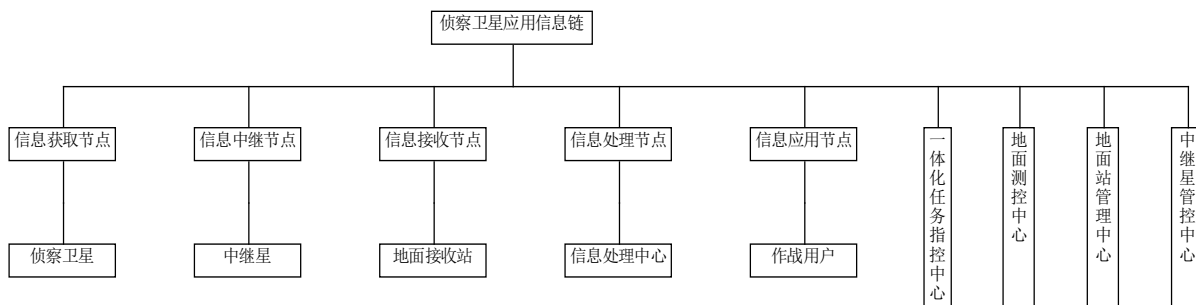 侦察卫星应用信息链
信息获取节点
信息中继节点
信息接收节点
信息处理节点
信息应用节点
一体化任务指控中心
地面测控中心
地面站管理中心
中继星管控中心
侦察卫星
中继星
地面接收站
信息处理中心
作战用户